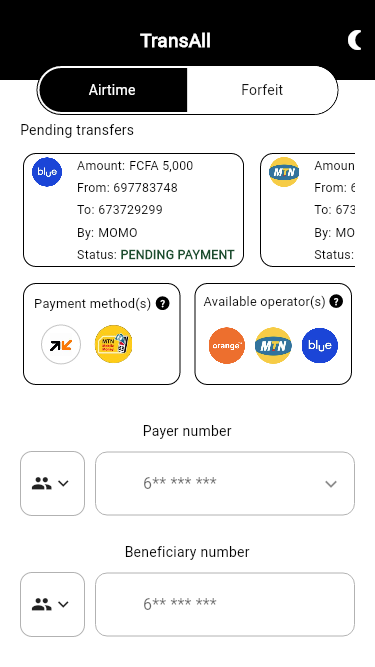 TransAll
Airtime
Forfeit
Pending transfers
blue
Amount: FCFA 5,000
From: 697783748
To: 673729299
By: MOMO
Status: PENDING PAYMENT
MTN
Amoun
From: 6
To: 673
By: MO
Status:
Payment method(s) ?
Available operator(s) ?
MTN
orange
MTN
blue
Payer number
6** *** ***
Beneficiary number
6** *** ***